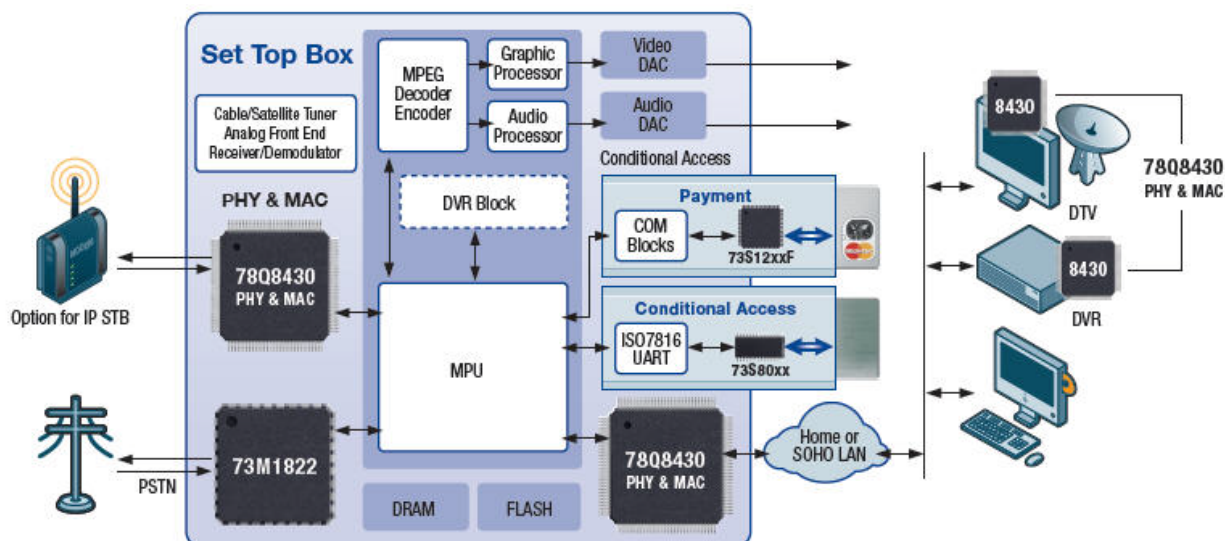 Set Top Box
Cable/Satellite Tuner
Analog Front End
Receiver/Demodulator
MPEG
Decoder
Encoder
Graphic
Processor
Audio
Processor
Video
DAC
Audio
DAC
Conditional Access
DVR Block
PHY & MAC
78Q8430
PHY & MAC
Option for IP STB
MPU
Payment
COM
Blocks
73S12xxF
MasterCard
Conditional Access
ISO7816
UART
73S80xx
73M1822
PSTN
DRAM
FLASH
78Q8430
PHY & MAC
Home or
SOHO LAN
8430
DTV
78Q8430
PHY & MAC
8430
DVR